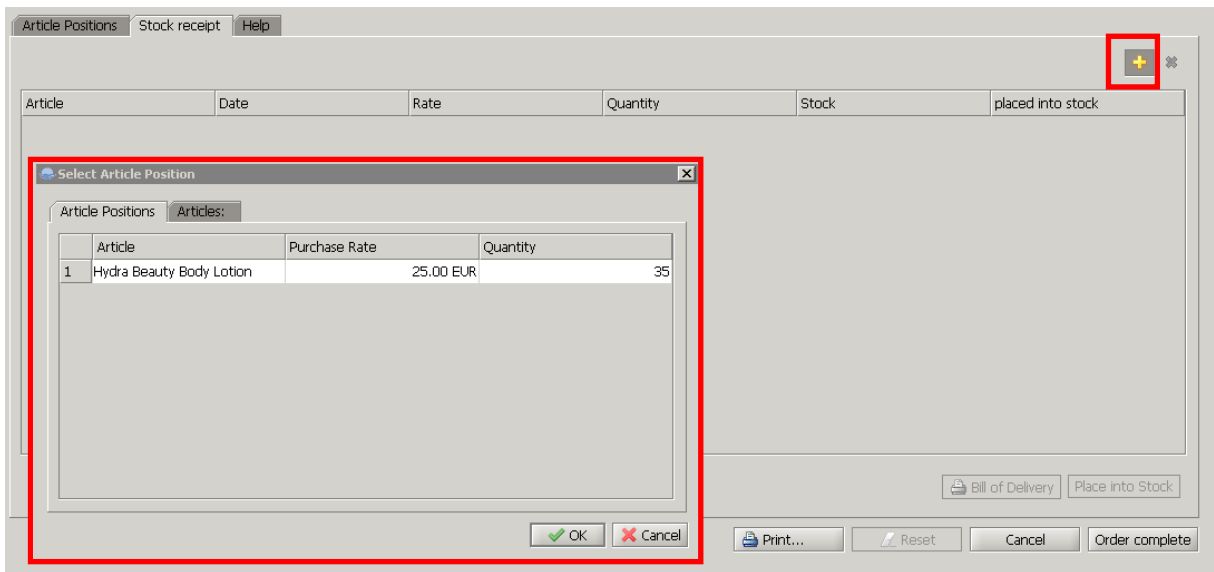 Article Positions Stock receipt Help
Article Date Rate Quantity Stock placed into stock
Select Article Position
Article Positions Articles:
Article Purchase Rate Quantity
1 Hydra Beauty Body Lotion 25.00 EUR 35
Bill of Delivery Place into Stock
OK Cancel
Print... Reset Cancel Order complete